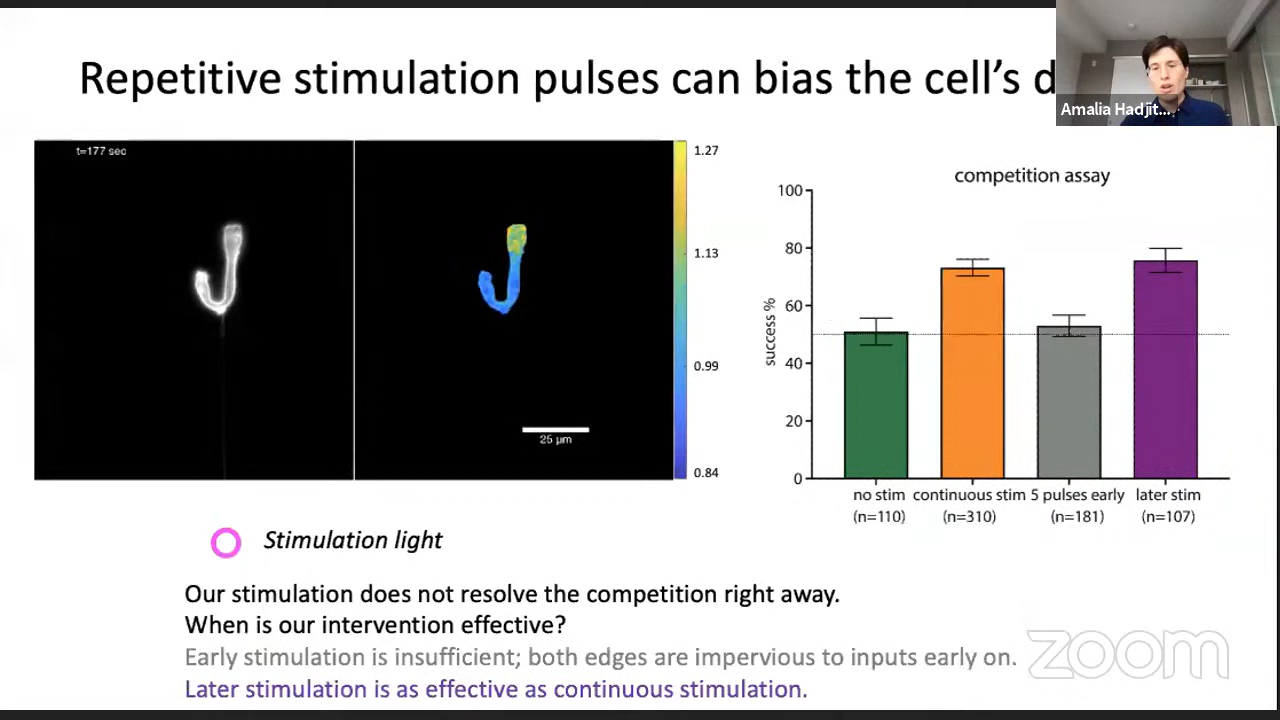 Repetitive stimulation pulses can bias the cell’s d
Amalia Hadjit...
t=177 sec
1.27
1.13
0.99
0.84
25 µm
competition assay
success %
100
80
60
40
20
0
no stim continuous stim 5 pulses early later stim
(n=110) (n=310) (n=181) (n=107)
Stimulation light
Our stimulation does not resolve the competition right away.
When is our intervention effective?
Early stimulation is insufficient; both edges are impervious to inputs early on.
Later stimulation is as effective as continuous stimulation.
zoom